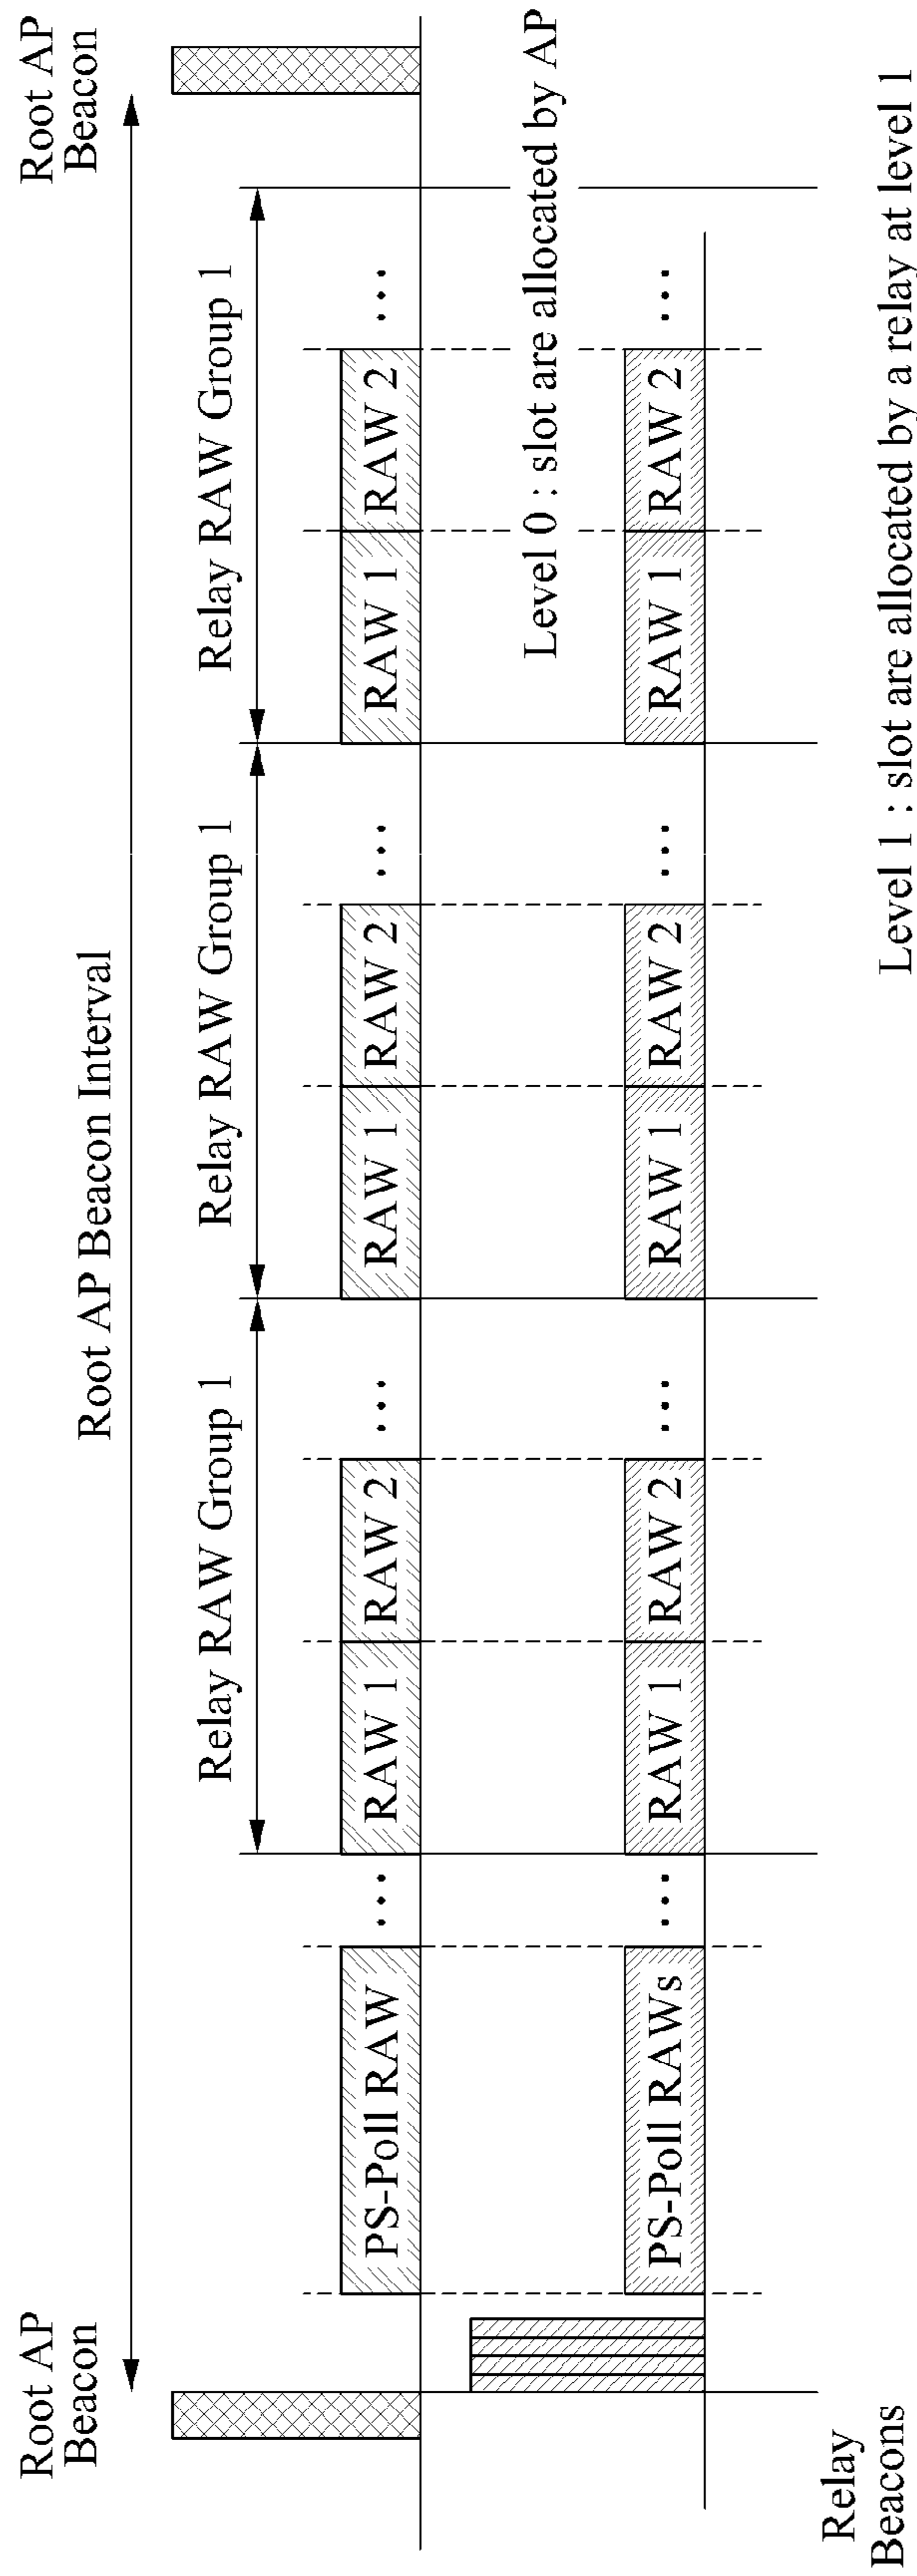 Root AP
Beacon
Root AP Beacon Interval
Root AP
Beacon
Relay RAW Group 1
Relay RAW Group 1
Relay RAW Group 1
PS-Poll RAW
...
RAW 1
RAW 2
...
RAW 1
RAW 2
...
RAW 1
RAW 2
...
Level 0 : slot are allocated by AP
PS-Poll RAWs
...
RAW 1
RAW 2
...
RAW 1
RAW 2
...
RAW 1
RAW 2
...
Relay
Beacons
Level 1 : slot are allocated by a relay at level 1